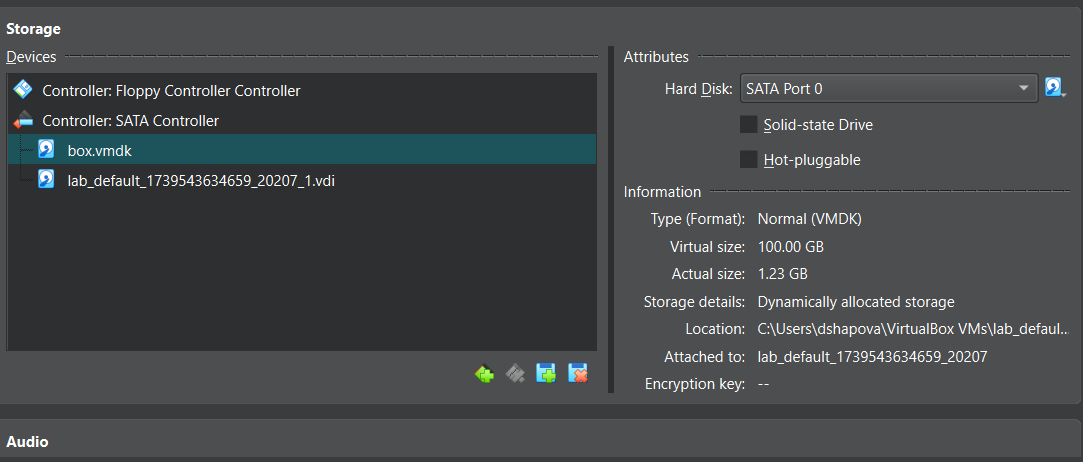 Storage
Devices
Controller: Floppy Controller Controller
Controller: SATA Controller
box.vmdk
lab_default_1739543634659_20207_1.vdi
Attributes
Hard Disk: SATA Port 0
Solid-state Drive
Hot-pluggable
Information
Type (Format): Normal (VMDK)
Virtual size: 100.00 GB
Actual size: 1.23 GB
Storage details: Dynamically allocated storage
Location: C:\Users\dshapova\VirtualBox VMs\lab_defaul...
Attached to: lab_default_1739543634659_20207
Encryption key: --
Audio